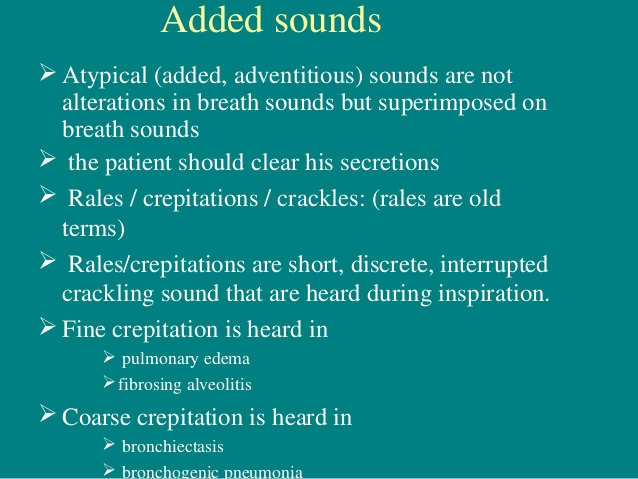 Added sounds
Atypical (added, adventitious) sounds are not
alterations in breath sounds but superimposed on
breath sounds
the patient should clear his secretions
Rales / crepitations / crackles: (rales are old
terms)
Rales/crepitations are short, discrete, interrupted
crackling sound that are heard during inspiration.
Fine crepitation is heard in
pulmonary edema
fibrosing alveolitis
Coarse crepitation is heard in
bronchiectasis
bronchogenic pneumonia